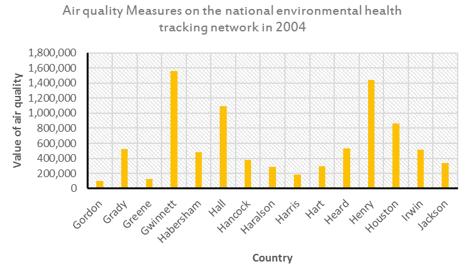 Air quality Measures on the national environmental health
tracking network in 2004
Value of air quality
1,800,000
1,600,000
1,400,000
1,200,000
1,000,000
800,000
600,000
400,000
200,000
0
Gordon
Grady
Greene
Gwinnett
Habersham
Hall
Hancock
Haralson
Harris
Hart
Heard
Henry
Houston
Irwin
Jackson
Country